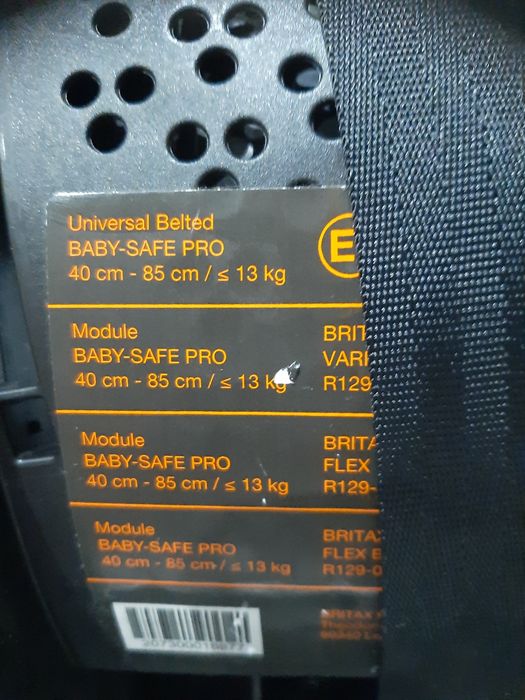 Universal Belted
BABY-SAFE PRO
40 cm - 85 cm / ≤ 13 kg
E
Module
BABY-SAFE PRO
40 cm - 85 cm / ≤ 13 kg
BRIT
VARI
R129
Module
BABY-SAFE PRO
40 cm - 85 cm / ≤ 13 kg
BRITA
FLEX
R129-
Module
BABY-SAFE PRO
40 cm - 85 cm / ≤ 13 kg
BRITAX
FLEX B
R129-0
BRITAX